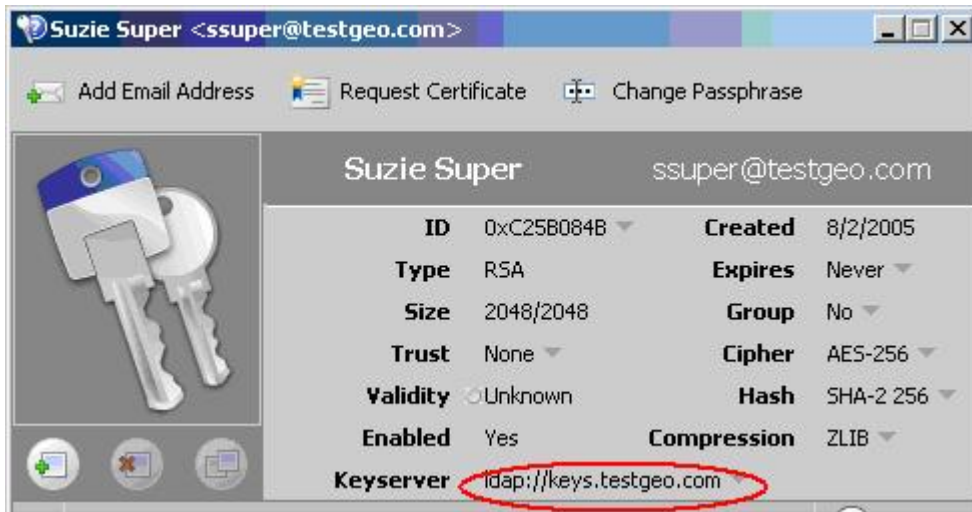 Suzie Super <ssuper@testgeo.com>
Add Email Address Request Certificate Change Passphrase
Suzie Super ssuper@testgeo.com
ID 0xC25B084B Created 8/2/2005
Type RSA Expires Never
Size 2048/2048 Group No
Trust None Cipher AES-256
Validity Unknown Hash SHA-2 256
Enabled Yes Compression ZLIB
Keyserver ldap://keys.testgeo.com